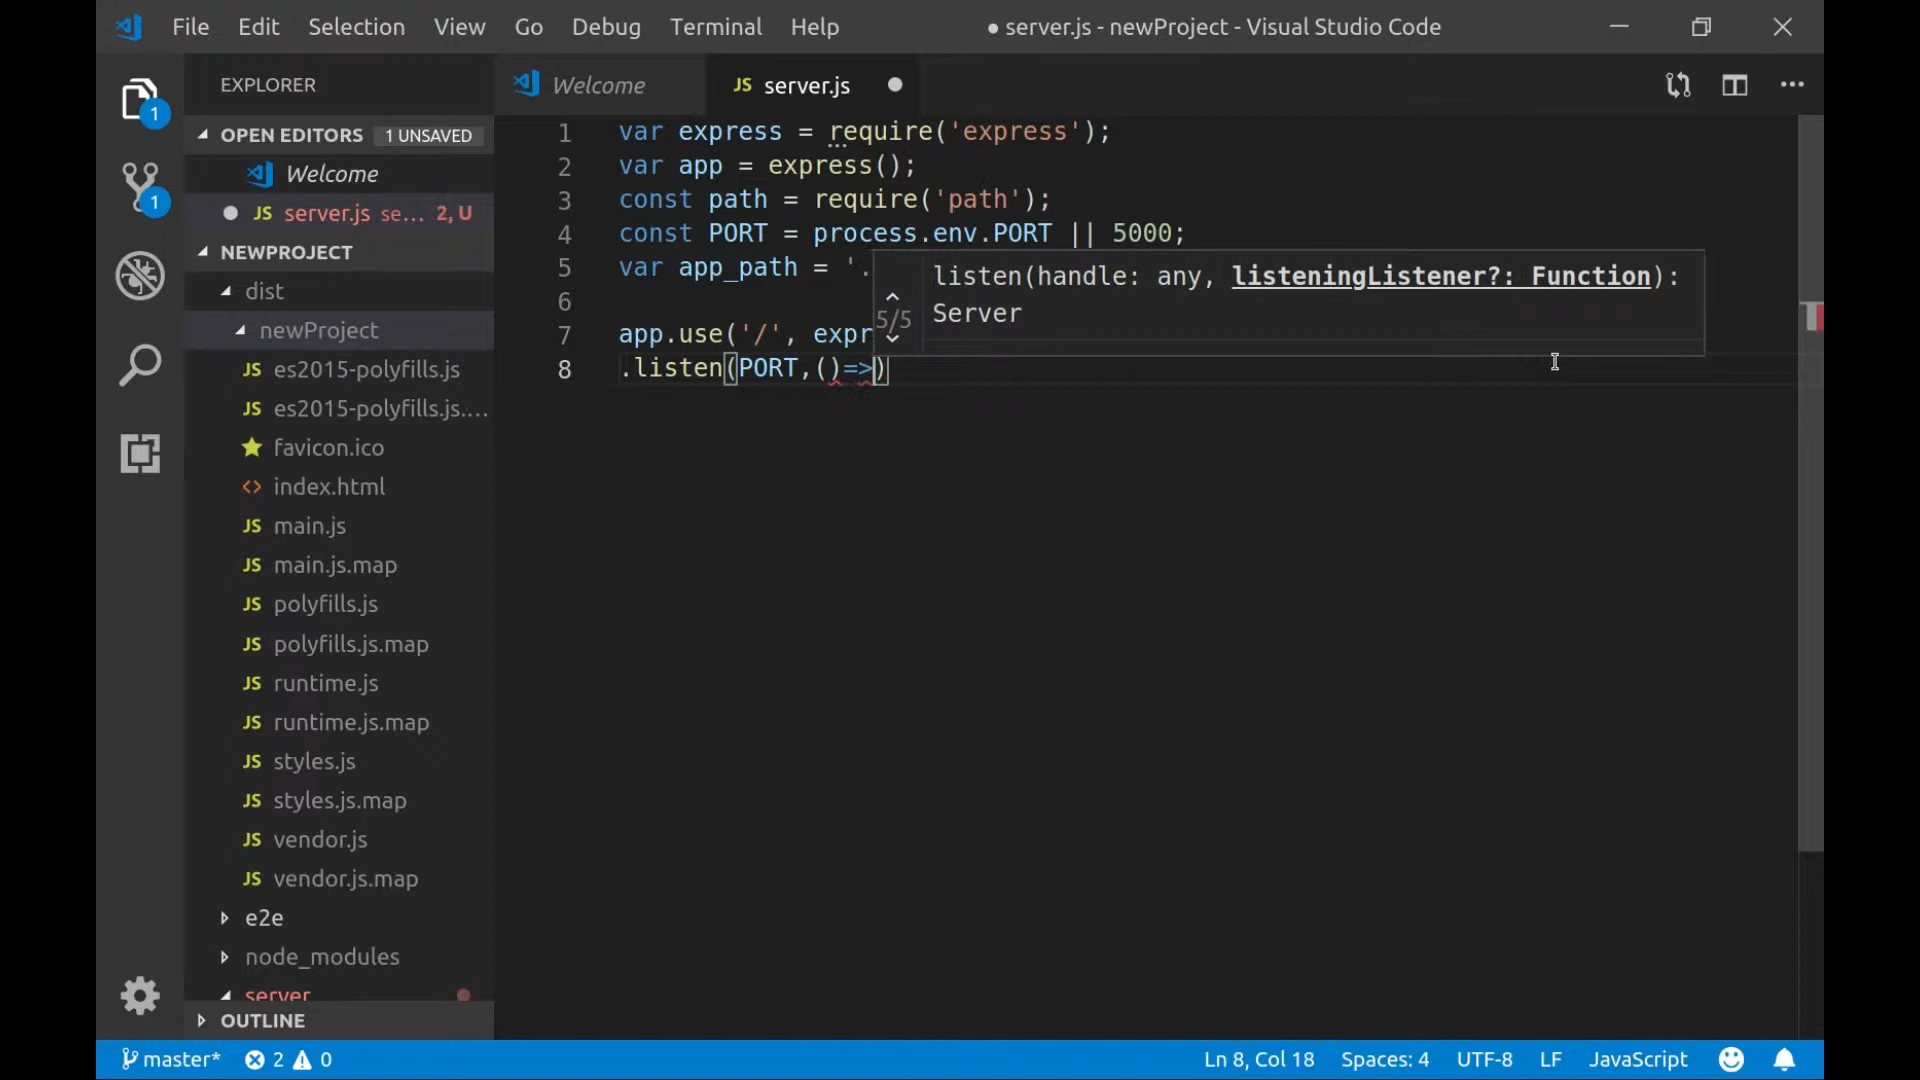 File Edit Selection View Go Debug Terminal Help
● server.js - newProject - Visual Studio Code
EXPLORER
Welcome
JS server.js
1
OPEN EDITORS 1 UNSAVED
Welcome
JS server.js se... 2, U
1
NEWPROJECT
dist
newProject
es2015-polyfills.js
es2015-polyfills.js....
favicon.ico
<> index.html
JS main.js
JS main.js.map
JS polyfills.js
JS polyfills.js.map
JS runtime.js
JS runtime.js.map
JS styles.js
JS styles.js.map
JS vendor.js
JS vendor.js.map
e2e
node_modules
server
OUTLINE
1 var express = require('express');
2 var app = express();
3 const path = require('path');
4 const PORT = process.env.PORT || 5000;
5 var app_path = '.
6
7 app.use('/', expr
8 .listen(PORT,()=>)
5/5
listen(handle: any, listeningListener?: Function):
Server
master* 2 0
Ln 8, Col 18 Spaces: 4 UTF-8 LF JavaScript